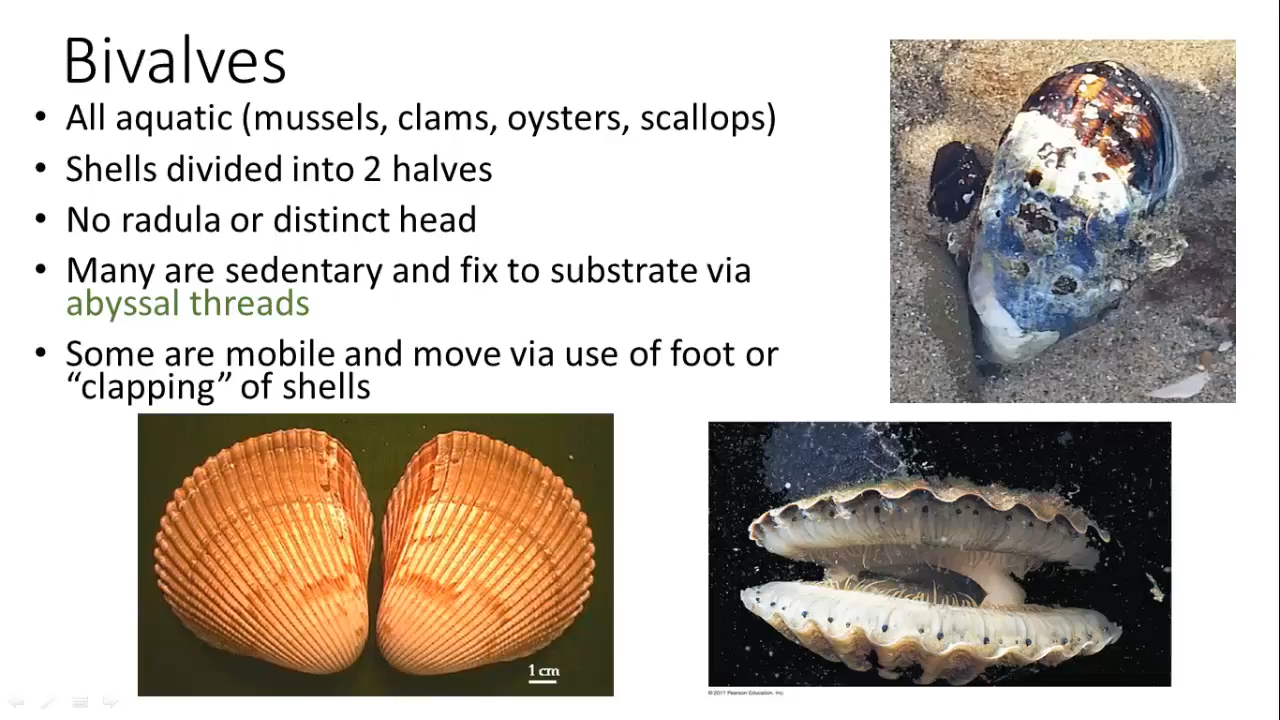 Bivalves
• All aquatic (mussels, clams, oysters, scallops)
• Shells divided into 2 halves
• No radula or distinct head
• Many are sedentary and fix to substrate via
abyssal threads
• Some are mobile and move via use of foot or
“clapping” of shells
1 cm
© 2011 Pearson Education, Inc.